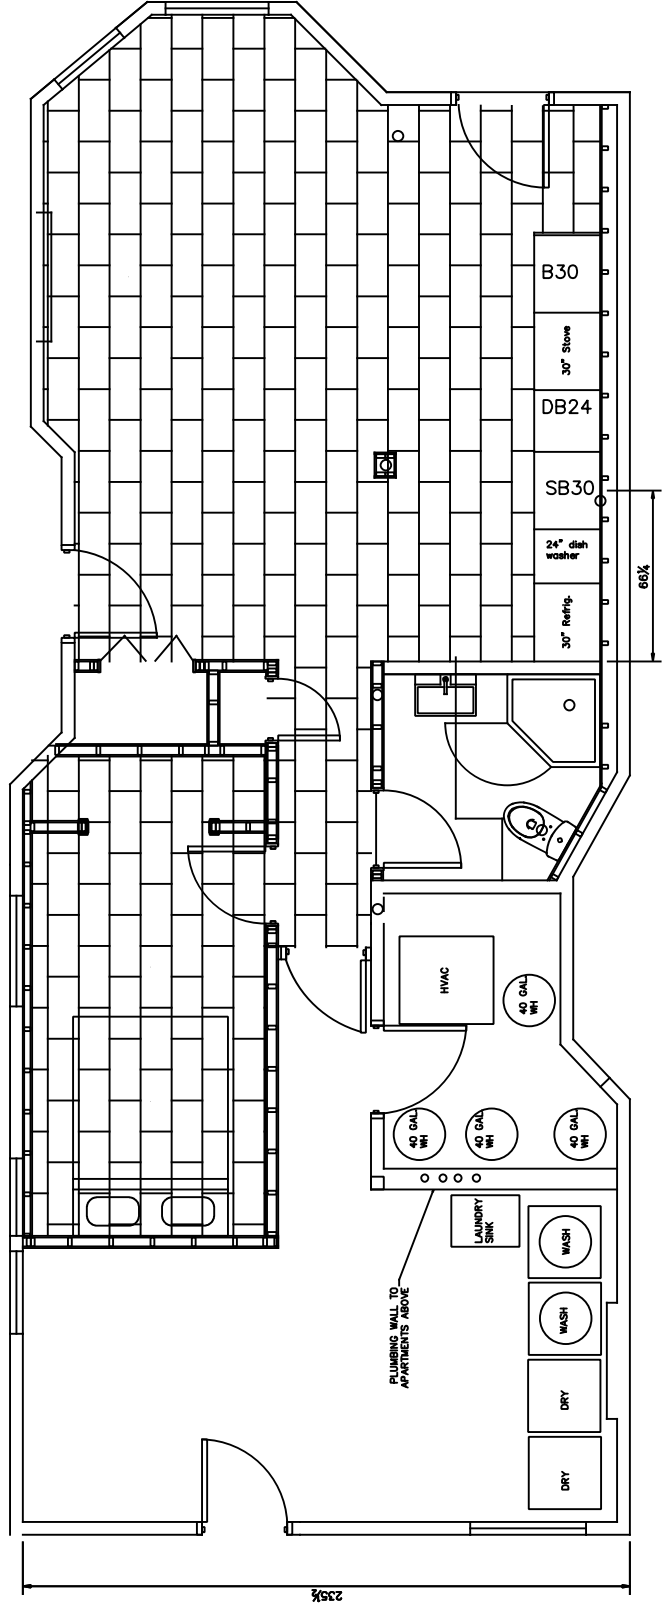 B30
30" Stove
DB24
SB30
24" dish
washer
30" Refrig.
66¼
HVAC
40 GAL.
WH
40 GAL.
WH
40 GAL.
WH
40 GAL.
WH
LAUNDRY
SINK
PLUMBING WALL TO
APARTMENTS ABOVE
WASH
WASH
DRY
DRY
235½